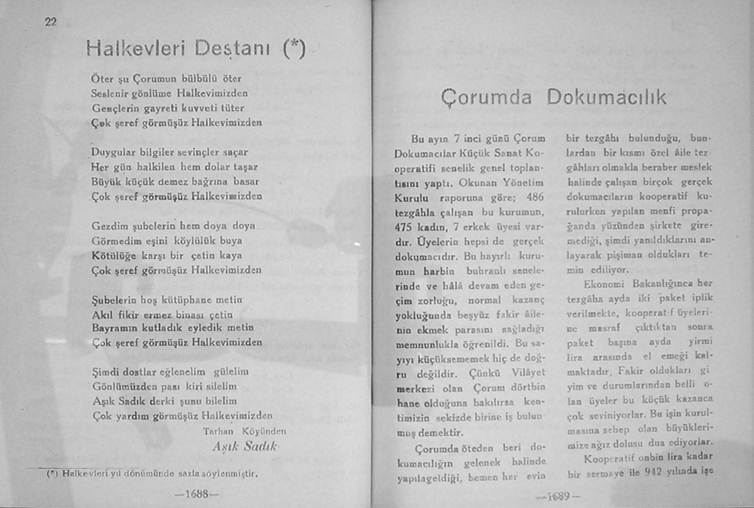 22
Halkevleri Destanı (*)
Öter şu Çorumun bülbülü öter
Seslenir gönlüme Halkevimizden
Gençlerin gayreti kuvveti tüter
Çok şeref görmüşüz Halkevimizden
Duygular bilgiler sevinçler saçar
Her gün halkilen hem dolar taşar
Büyük küçük demez bağrına basar
Çok şeref görmüşüz Halkevimizden
Gezdim şubelerin hem doya doya
Görmedim eşini köylülük buya
Kötülüğe karşı bir çetin kaya
Çok şeref görmüşüz Halkevimizden
Şubelerin hoş kütüphane metin
Akıl fikir ermez binası çetin
Bayramın kutladık eyledik metin
Çok şeref görmüşüz Halkevimizden
Şimdi dostlar eğlenelim gülelim
Gönlümüzden pası kiri silelim
Aşık Sadık derki şunu bilelim
Çok yardım görmüşüz Halkevimizden
Tarhan Köyünden
Aşık Sadık
(*) Halkevleri yıl dönümünde sazla söylenmiştir.
—1688—
Çorumda Dokumacılık
Bu ayın 7 inci günü Çorum
Dokumacılar Küçük Sanat Ko-
operatifi senelik genel toplan-
tısını yaptı. Okunan Yönetim
Kurulu raporuna göre; 486
tezgâhla çalışan bu kurumun,
475 kadın, 7 erkek üyesi var-
dır. Üyelerin hepsi de gerçek
dokumacıdır. Bu hayırlı kuru-
mun harbin buhranlı senele-
rinde ve hâlâ devam eden ge-
çim zorluğu, normal kazanç
yokluğunda beşyüz fakir âile-
nin ekmek parasını sağladığı
memnunlukla öğrenildi. Bu sa-
yıyı küçüksememek hiç de doğ-
ru değildir. Çünkü Vilâyet
merkezi olan Çorum dörtbin
hane olduğuna bakılırsa ken-
timizin sekizde birine iş bulun
muş demektir.
Çorumda öteden beri do-
kumacılığın gelenek halinde
yapılageldiği, hemen her evin
bir tezgâhı bulunduğu, bun-
lardan bir kısmı özel âile tez-
gâhları olmakla beraber meslek
halinde çalışan birçok gerçek
dokumacıların kooperatif ku-
rulurken yapılan menfi propa-
ğanda yüzünden şirkete gire-
mediği, şimdi yanıldıklarını an-
layarak pişiman oldukları te-
min ediliyor.
Ekonomi Bakanlığınca her
tezgâha ayda iki paket iplik
verilmekte, kooperatif üyeleri-
ne masraf çıktıktan sonra
paket başına ayda yirmi
lira arasında el emeği kal-
maktadır. Fakir oldukları gi
yim ve durumlarından belli o-
lan üyeler bu küçük kazanca
çok seviniyorlar. Bu işin kurul-
masına sebep olan büyükleri-
mize ağız dolusu dua ediyorlar.
Kooperatif onbin lira kadar
bir sermaye ile 942 yılında işe
—1689—